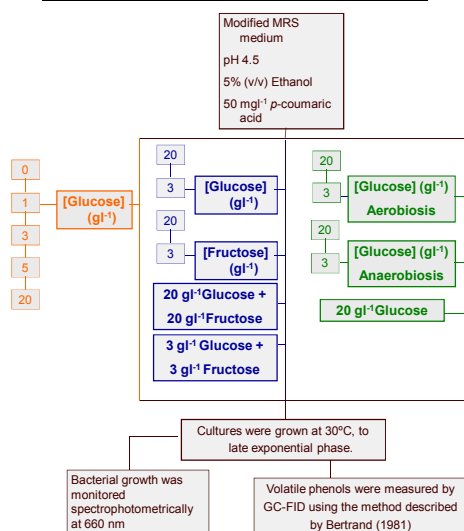 Modified MRS
medium
pH 4.5
5% (v/v) Ethanol
50 mgl-1 p-coumaric
acid
0
1
3
5
20
[Glucose]
(gl-1)
20
3
[Glucose]
(gl-1)
20
3
[Fructose]
(gl-1)
20 gl-1Glucose +
20 gl-1Fructose
3 gl-1 Glucose +
3 gl-1 Fructose
20
3
[Glucose] (gl-1)
Aerobiosis
20
3
[Glucose] (gl-1)
Anaerobiosis
20 gl-1Glucose
Cultures were grown at 30ºC, to
late exponential phase.
Bacterial growth was
monitored
spectrophotometrically
at 660 nm
Volatile phenols were measured by
GC-FID using the method described
by Bertrand (1981)